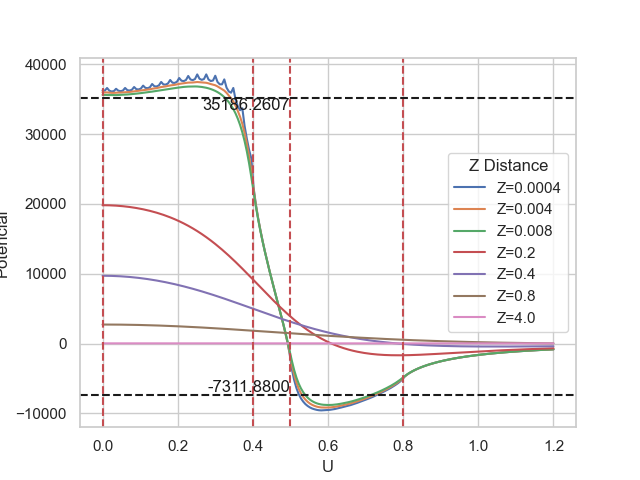 40000
30000
20000
10000
0
−10000
Potencial
35186.2607
-7311.8800
Z Distance
Z=0.0004
Z=0.004
Z=0.008
Z=0.2
Z=0.4
Z=0.8
Z=4.0
0.0 0.2 0.4 0.6 0.8 1.0 1.2
U